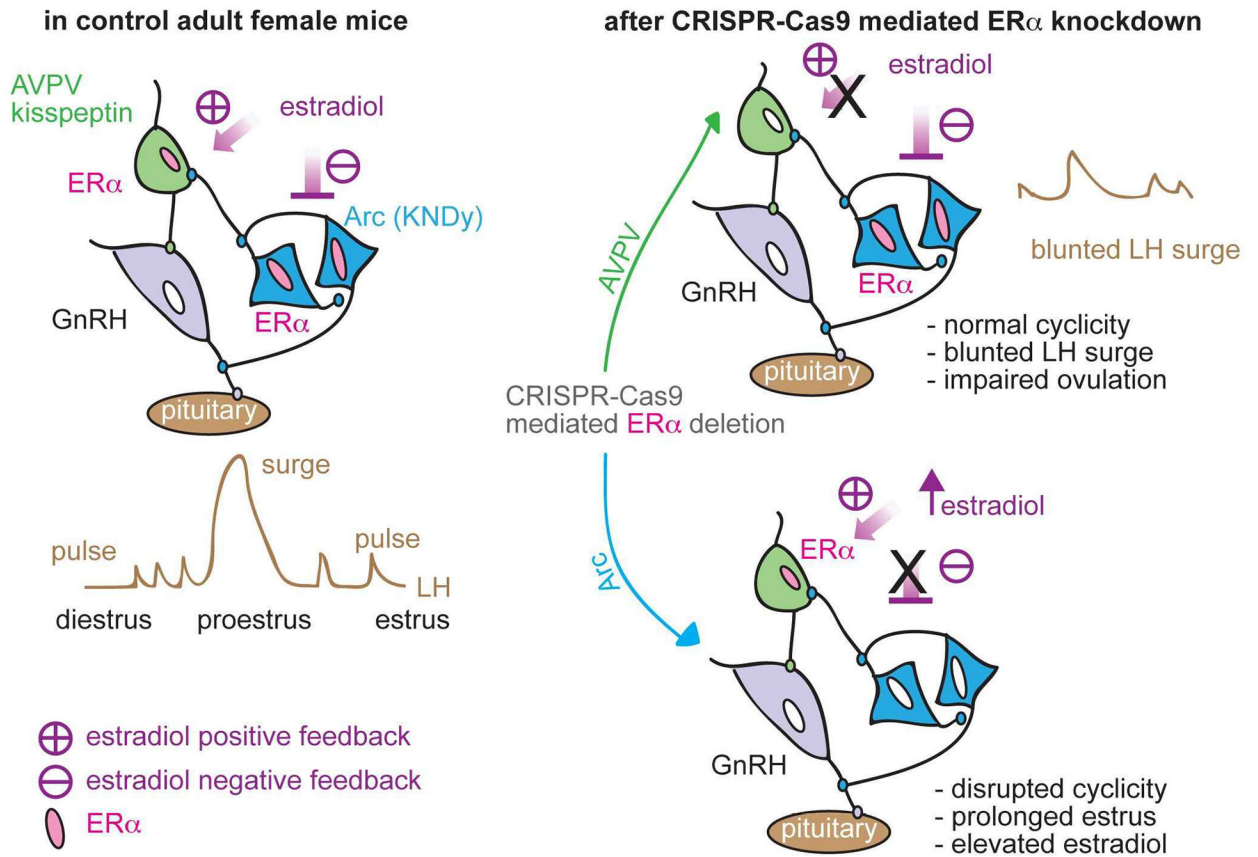 in control adult female mice
AVPV
kisspeptin
estradiol
ERα
Arc (KNDy)
GnRH
ERα
pituitary
surge
pulse
pulse
LH
diestrus proestrus estrus
estradiol positive feedback
estradiol negative feedback
ERα
after CRISPR-Cas9 mediated ERα knockdown
estradiol
X
AVPV
ERα
GnRH
blunted LH surge
pituitary
- normal cyclicity
- blunted LH surge
- impaired ovulation
CRISPR-Cas9
mediated ERα deletion
Arc
estradiol
ERα
X
GnRH
pituitary
- disrupted cyclicity
- prolonged estrus
- elevated estradiol